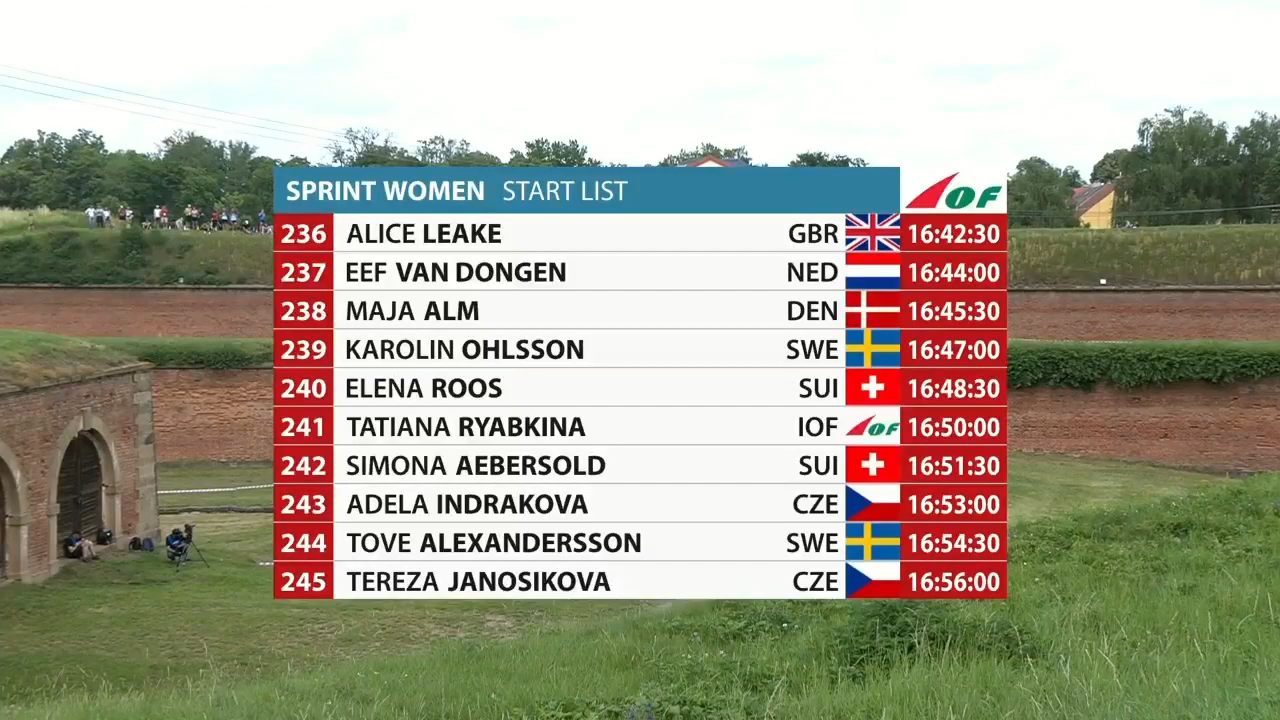 SPRINT WOMEN START LIST IOF
236 ALICE LEAKE GBR 16:42:30
237 EEF VAN DONGEN NED 16:44:00
238 MAJA ALM DEN 16:45:30
239 KAROLIN OHLSSON SWE 16:47:00
240 ELENA ROOS SUI 16:48:30
241 TATIANA RYABKINA IOF IOF 16:50:00
242 SIMONA AEBERSOLD SUI 16:51:30
243 ADELA INDRAKOVA CZE 16:53:00
244 TOVE ALEXANDERSSON SWE 16:54:30
245 TEREZA JANOSIKOVA CZE 16:56:00